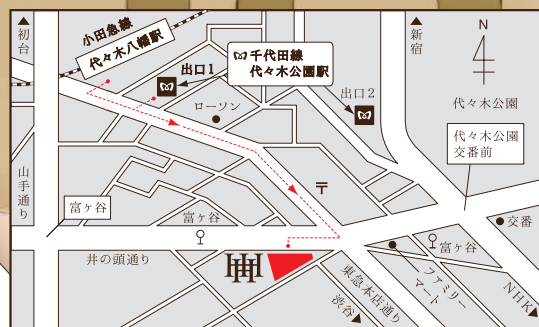 初台
小田急線
代々木八幡駅
出口1
千代田線
代々木公園駅
新宿
N
出口2
代々木公園
ローソン
代々木公園
交番前
山手通り
〒
富ヶ谷
富ヶ谷
交番
富ヶ谷
井の頭通り
ファミリー
マート
東急本店通り
渋谷
NHK